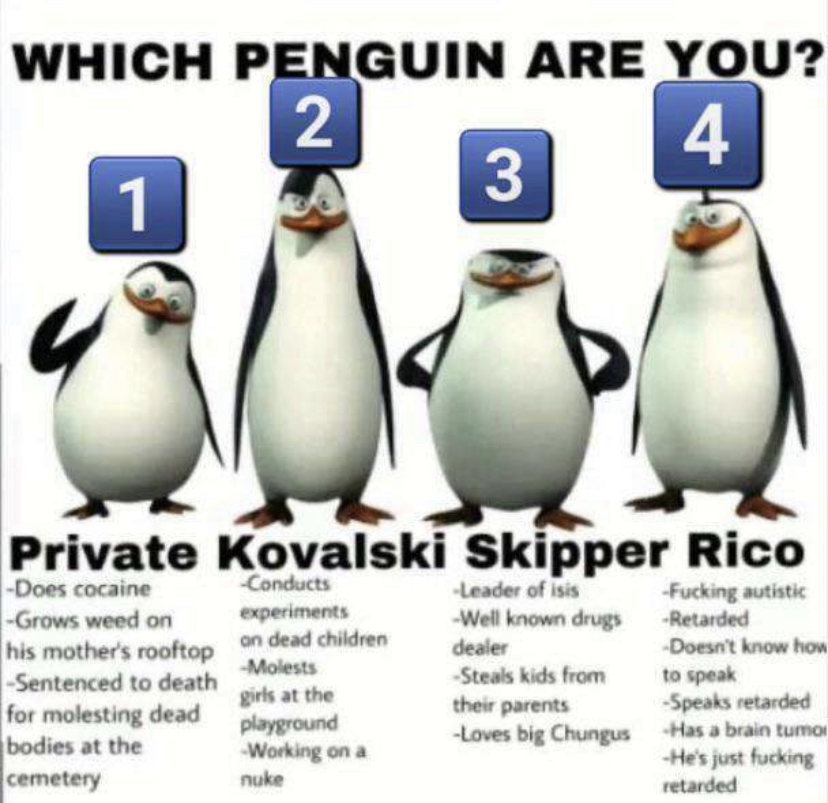 WHICH PENGUIN ARE YOU?
1
2
3
4
Private Kovalski Skipper Rico
-Does cocaine
-Grows weed on
his mother's rooftop
-Sentenced to death
for molesting dead
bodies at the
cemetery
-Conducts
experiments
on dead children
-Molests
girls at the
playground
-Working on a
nuke
-Leader of isis
-Well known drugs
dealer
-Steals kids from
their parents
-Loves big Chungus
-Fucking autistic
-Retarded
-Doesn't know how
to speak
-Speaks retarded
-Has a brain tumor
-He's just fucking
retarded